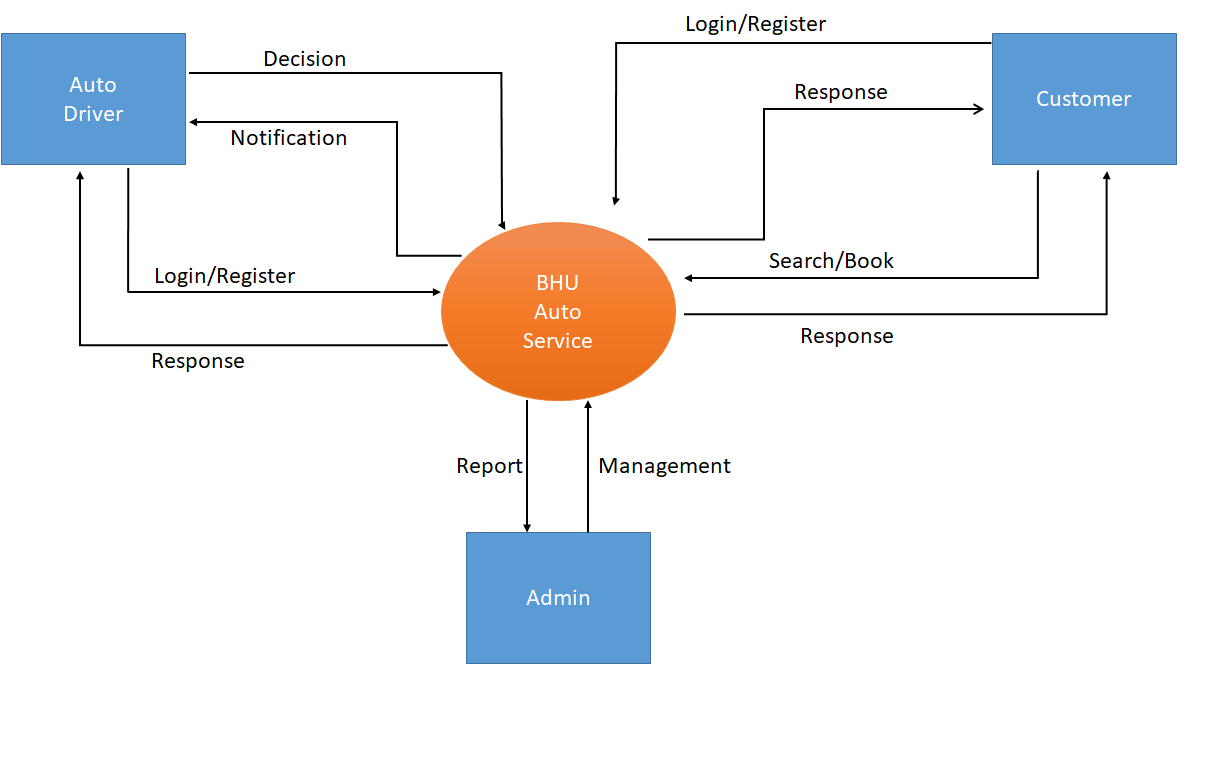 Login/Register
Decision
Auto
Driver
Response
Customer
Notification
Search/Book
Login/Register
BHU
Auto
Service
Response
Response
Report
Management
Admin